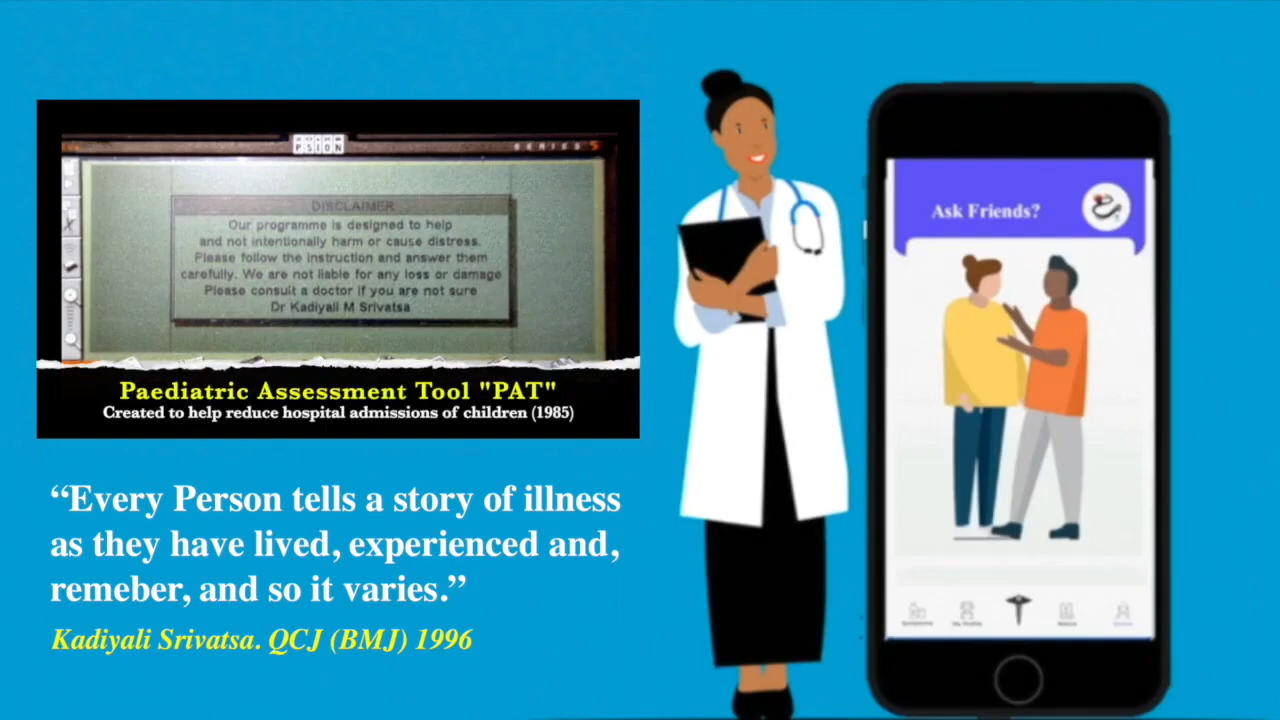 PSION
SERIES 5
DISCLAIMER
Our programme is designed to help
and not intentionally harm or cause distress.
Please follow the instruction and answer them
carefully. We are not liable for any loss or damage
Please consult a doctor if you are not sure
Dr Kadiyali M Srivatsa
Paediatric Assessment Tool "PAT"
Created to help reduce hospital admissions of children (1985)
“Every Person tells a story of illness
as they have lived, experienced and,
remeber, and so it varies.”
Kadiyali Srivatsa. QCJ (BMJ) 1996
Ask Friends?